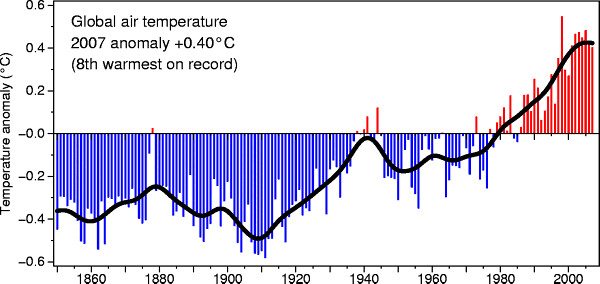 Global air temperature
2007 anomaly +0.40°C
(8th warmest on record)
Temperature anomaly (°C)
0.6
0.4
0.2
-0.0
-0.2
-0.4
-0.6
1860 1880 1900 1920 1940 1960 1980 2000